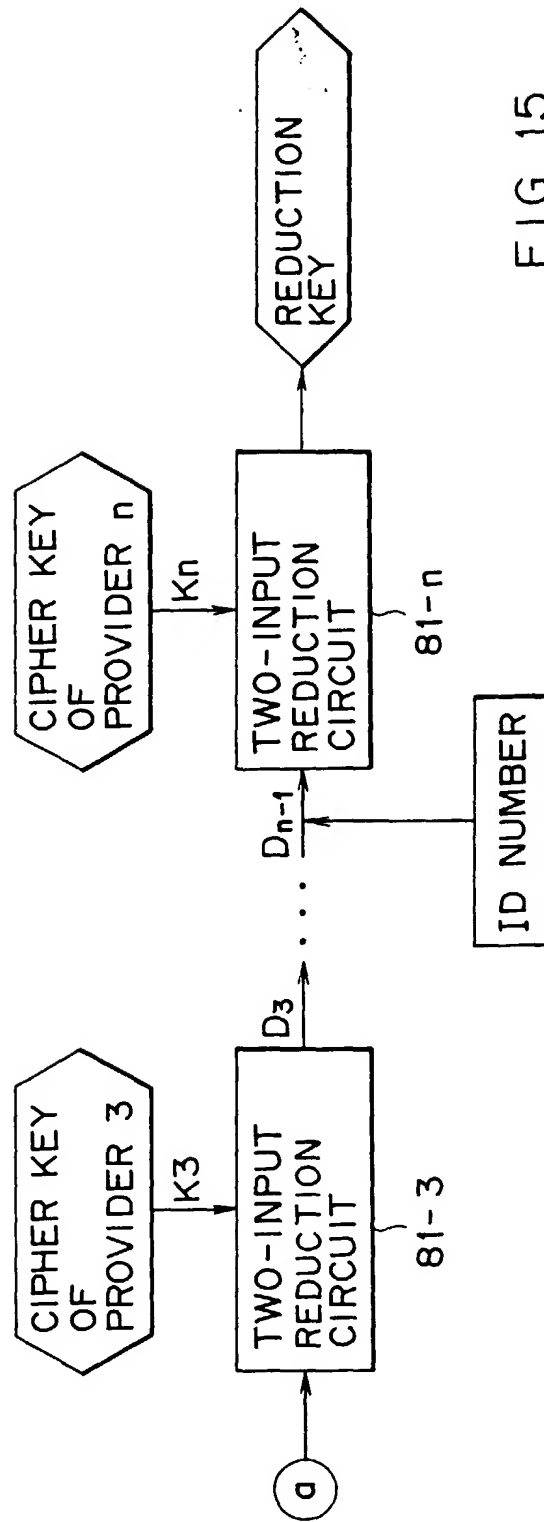 CIPHER KEY
OF
PROVIDER 3
K3
a
TWO-INPUT
REDUCTION
CIRCUIT
81-3
D3
. . .
Dn-1
ID NUMBER
CIPHER KEY
OF
PROVIDER n
Kn
TWO-INPUT
REDUCTION
CIRCUIT
81-n
REDUCTION
KEY
FIG. 15